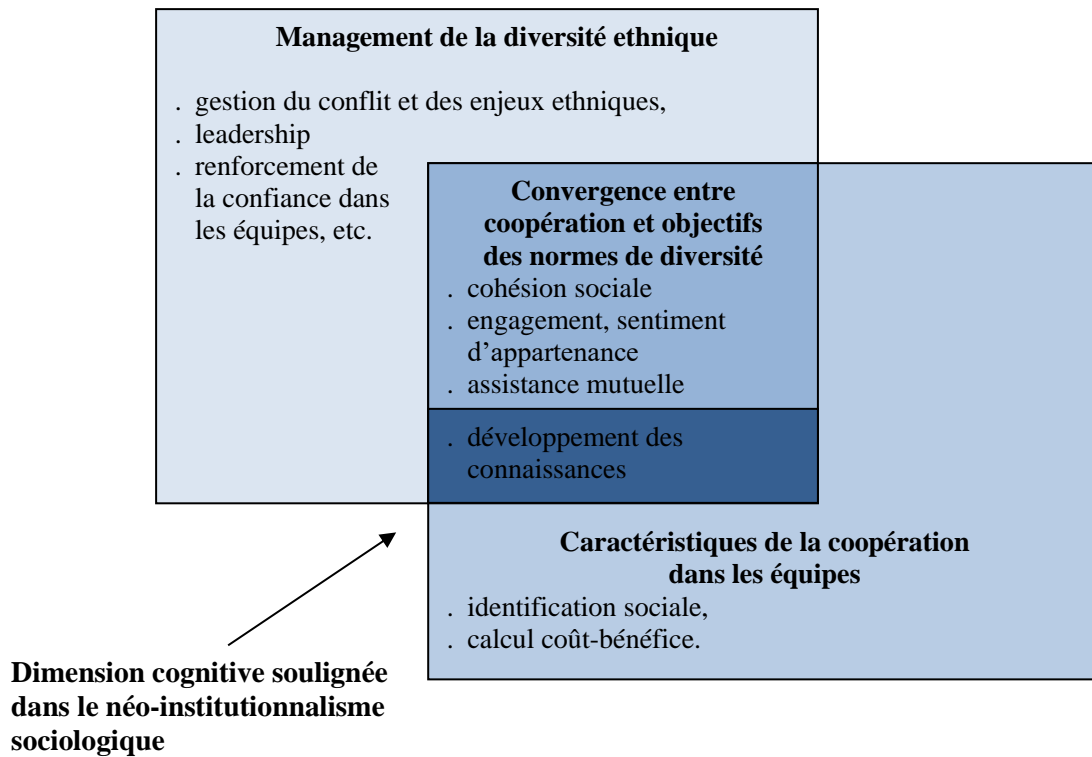 Management de la diversité ethnique
. gestion du conflit et des enjeux ethniques,
. leadership
. renforcement de
la confiance dans
les équipes, etc.
Convergence entre
coopération et objectifs
des normes de diversité
. cohésion sociale
. engagement, sentiment
d’appartenance
. assistance mutuelle
. développement des
connaissances
Caractéristiques de la coopération
dans les équipes
. identification sociale,
. calcul coût-bénéfice.
Dimension cognitive soulignée
dans le néo-institutionnalisme
sociologique